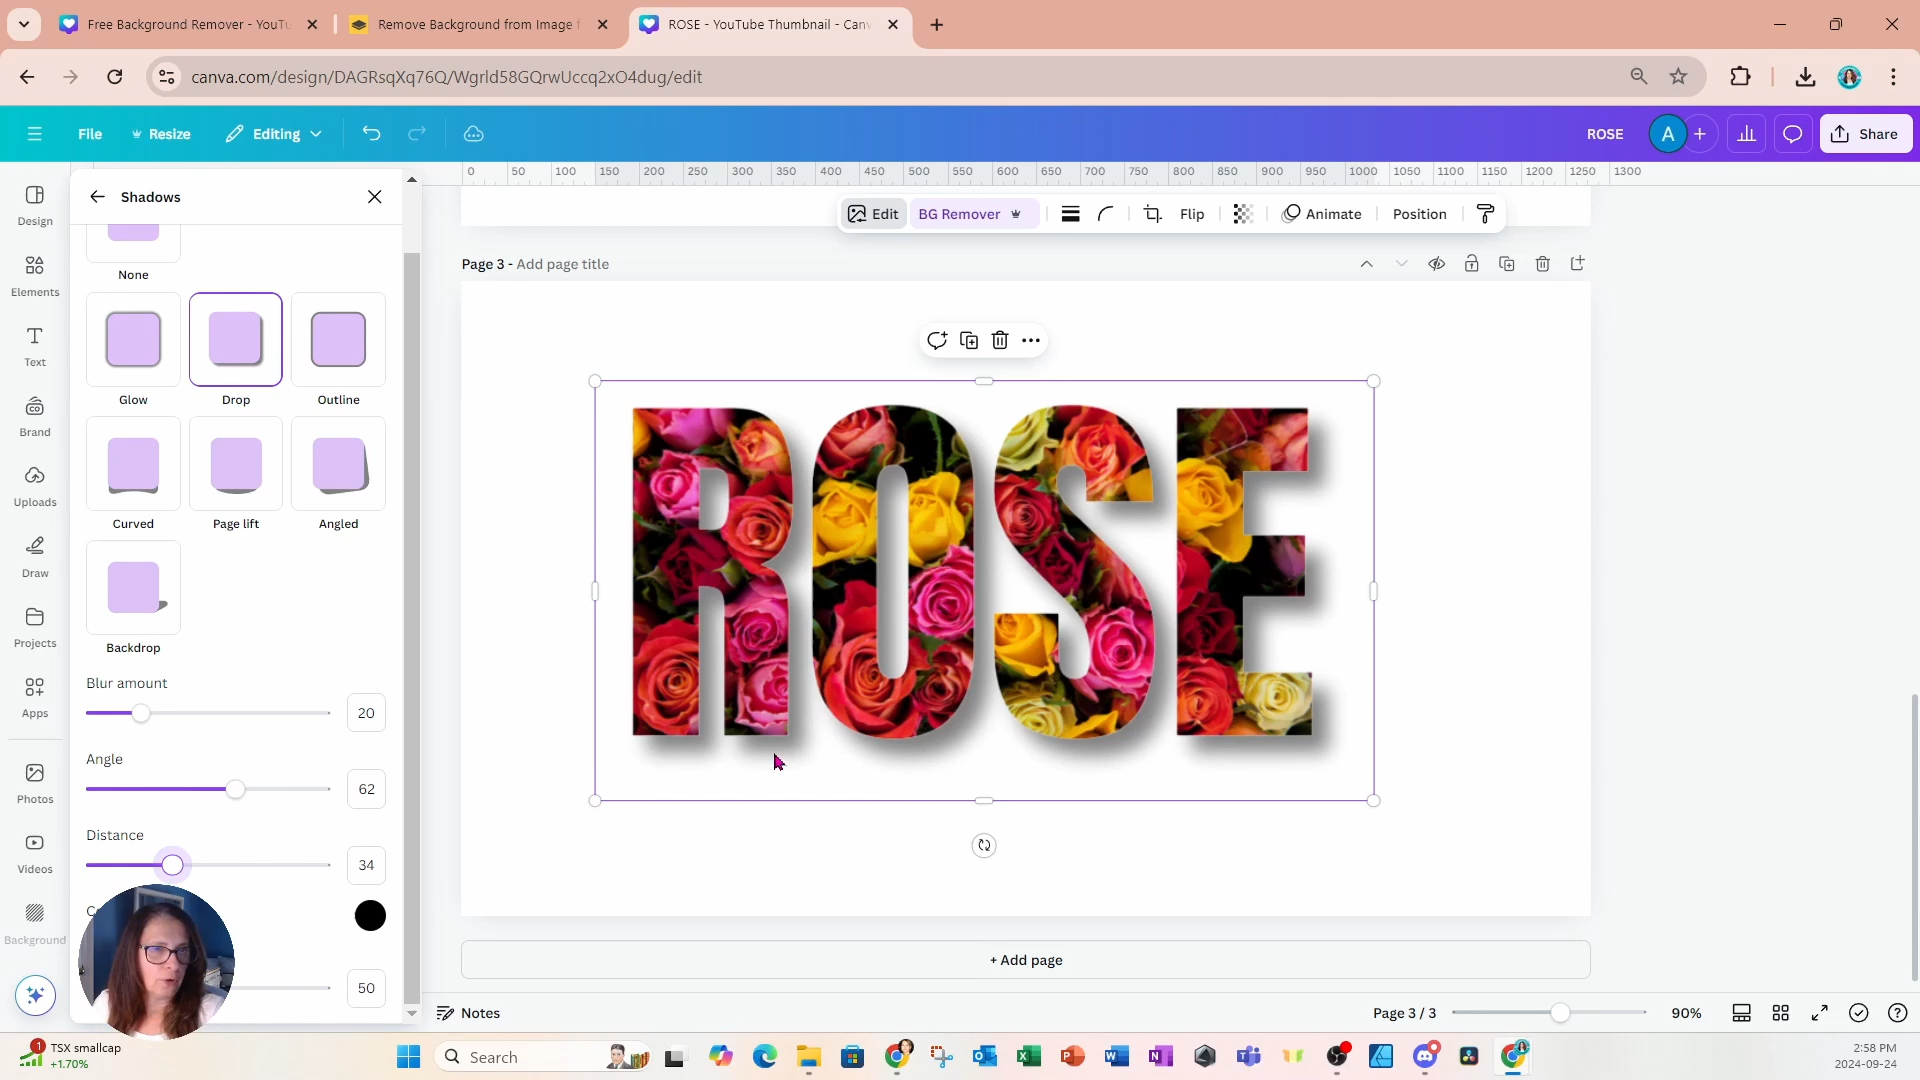 Free Background Remover - YouTu
Remove Background from Image f
ROSE - YouTube Thumbnail - Canv
canva.com/design/DAGRsqXq76Q/Wgrld58GQrwUccq2xO4dug/edit
File
Resize
Editing
ROSE
A
Share
0 50 100 150 200 250 300 350 400 450 500 550 600 650 700 750 800 850 900 950 1000 1050 1100 1150 1200 1250 1300
Design
Elements
Text
Brand
Uploads
Draw
Projects
Apps
Photos
Videos
Background
Shadows
None
Glow
Drop
Outline
Curved
Page lift
Angled
Backdrop
Blur amount
20
Angle
62
Distance
34
50
Edit
BG Remover
Flip
Animate
Position
Page 3 - Add page title
ROSE
+ Add page
Notes
Page 3 / 3
90%
1
TSX smallcap
+1.70%
Search
2:58 PM
2024-09-24